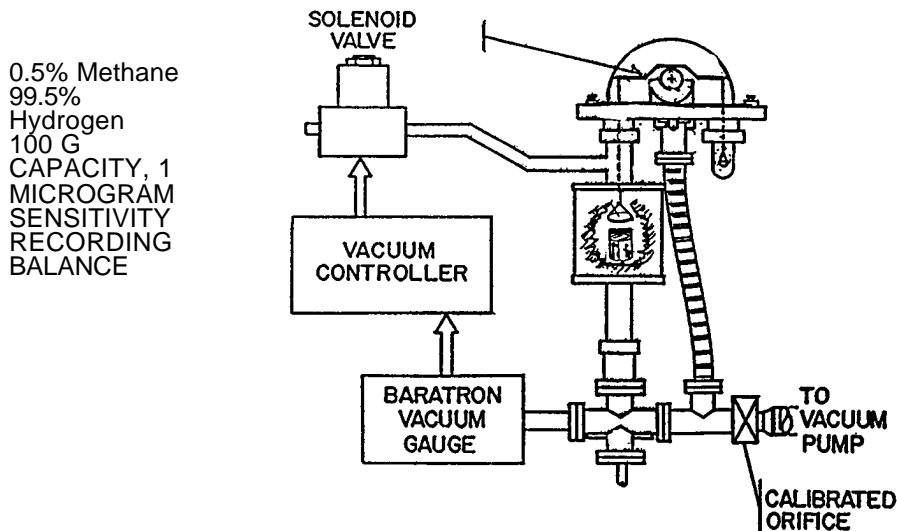 SOLENOID
VALVE
0.5% Methane
99.5%
Hydrogen
100 G
CAPACITY, 1
MICROGRAM
SENSITIVITY
RECORDING
BALANCE
VACUUM
CONTROLLER
BARATRON
VACUUM
GAUGE
TO
VACUUM
PUMP
CALIBRATED
ORIFICE